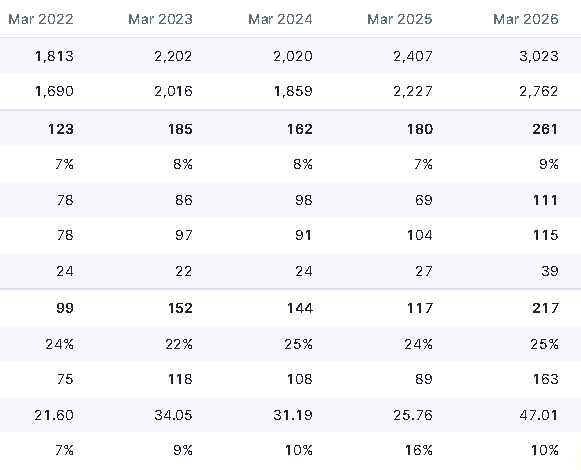 Mar 2022 Mar 2023 Mar 2024 Mar 2025 Mar 2026
1,813 2,202 2,020 2,407 3,023
1,690 2,016 1,859 2,227 2,762
123 185 162 180 261
7% 8% 8% 7% 9%
78 86 98 69 111
78 97 91 104 115
24 22 24 27 39
99 152 144 117 217
24% 22% 25% 24% 25%
75 118 108 89 163
21.60 34.05 31.19 25.76 47.01
7% 9% 10% 16% 10%